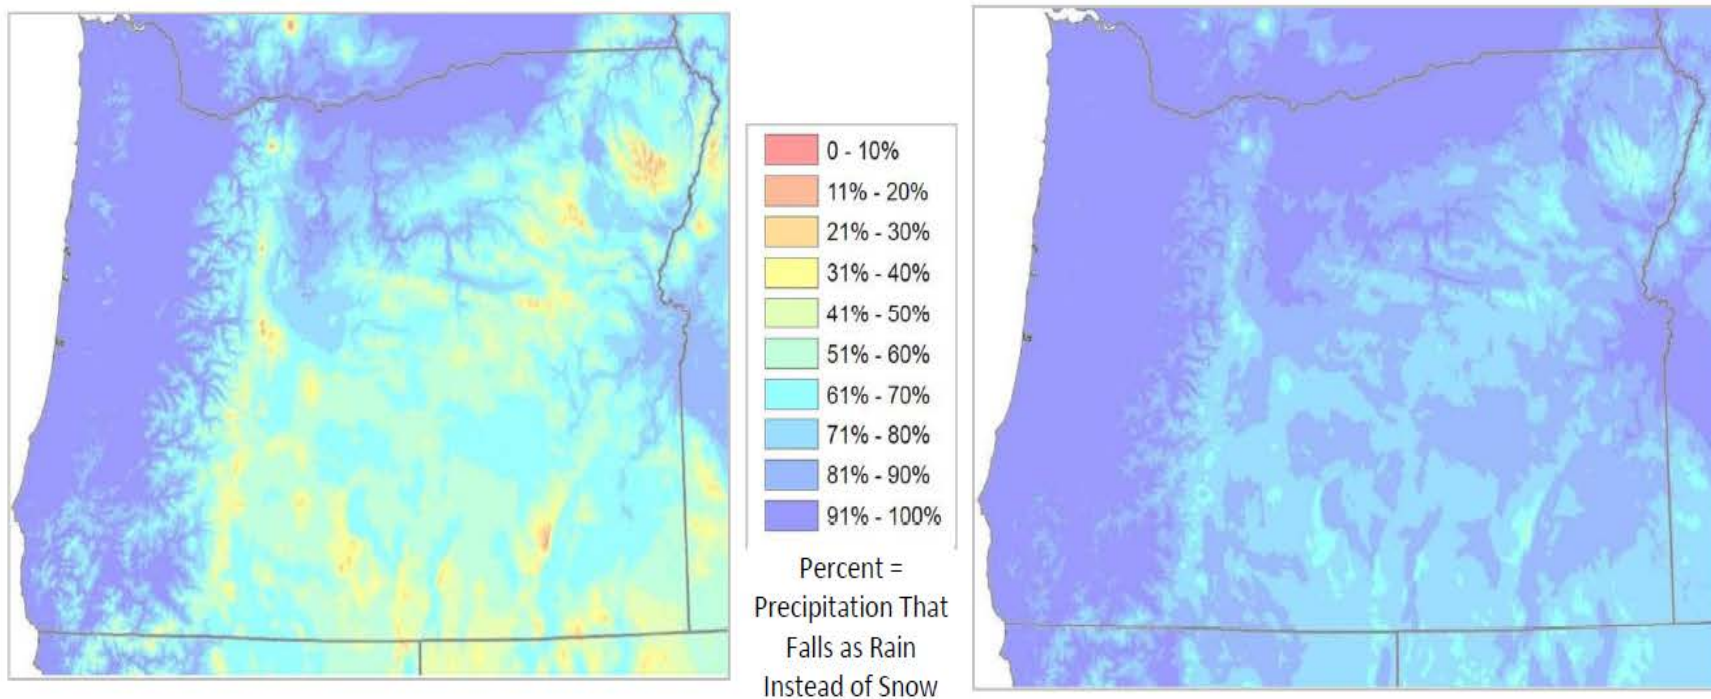 0 - 10%
11% - 20%
21% - 30%
31% - 40%
41% - 50%
51% - 60%
61% - 70%
71% - 80%
81% - 90%
91% - 100%
Percent =
Precipitation That
Falls as Rain
Instead of Snow